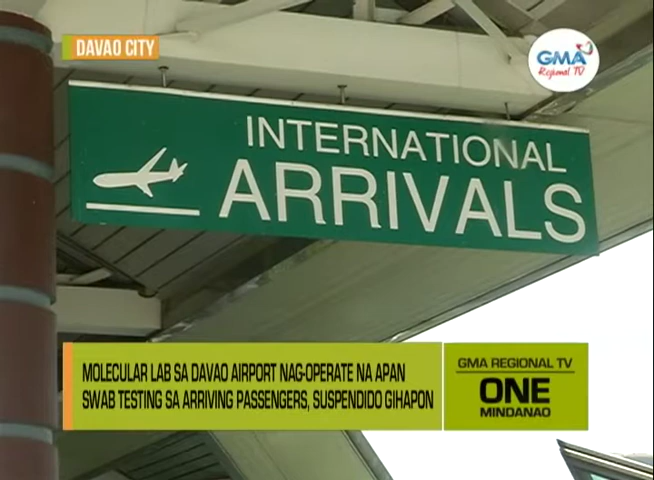 DAVAO CITY
GMA
Regional TV
INTERNATIONAL
ARRIVALS
MOLECULAR LAB SA DAVAO AIRPORT NAG-OPERATE NA APAN
SWAB TESTING SA ARRIVING PASSENGERS, SUSPENDIDO GIHAPON
GMA REGIONAL TV
ONE
MINDANAO